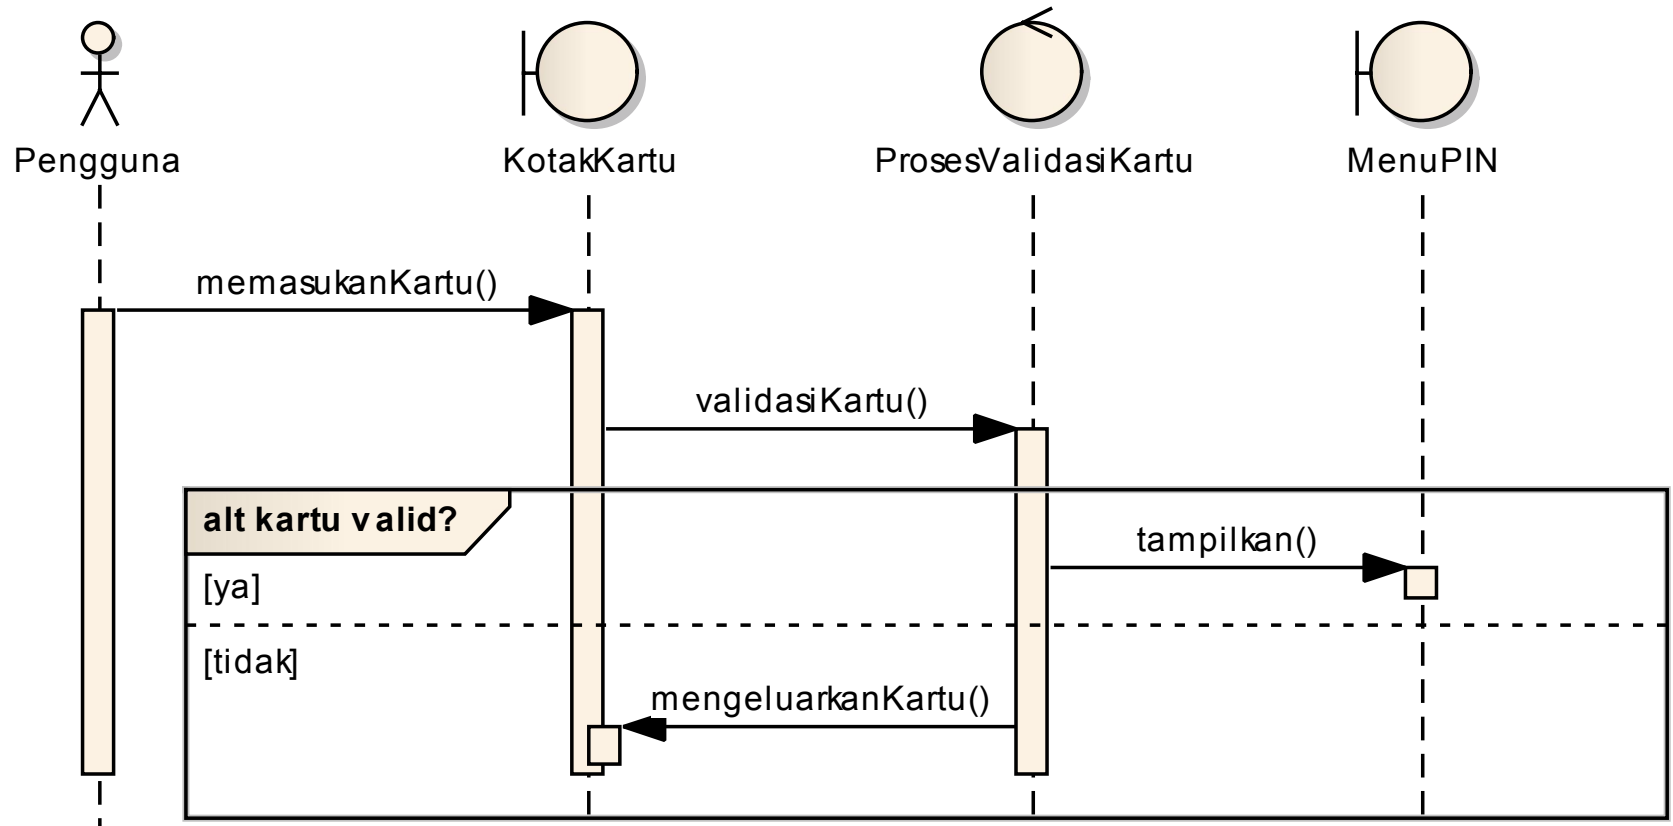 Pengguna
KotakKartu
ProsesValidasiKartu
MenuPIN
memasukanKartu()
validasiKartu()
alt kartu valid?
tampilkan()
[ya]
[tidak]
mengeluarkanKartu()